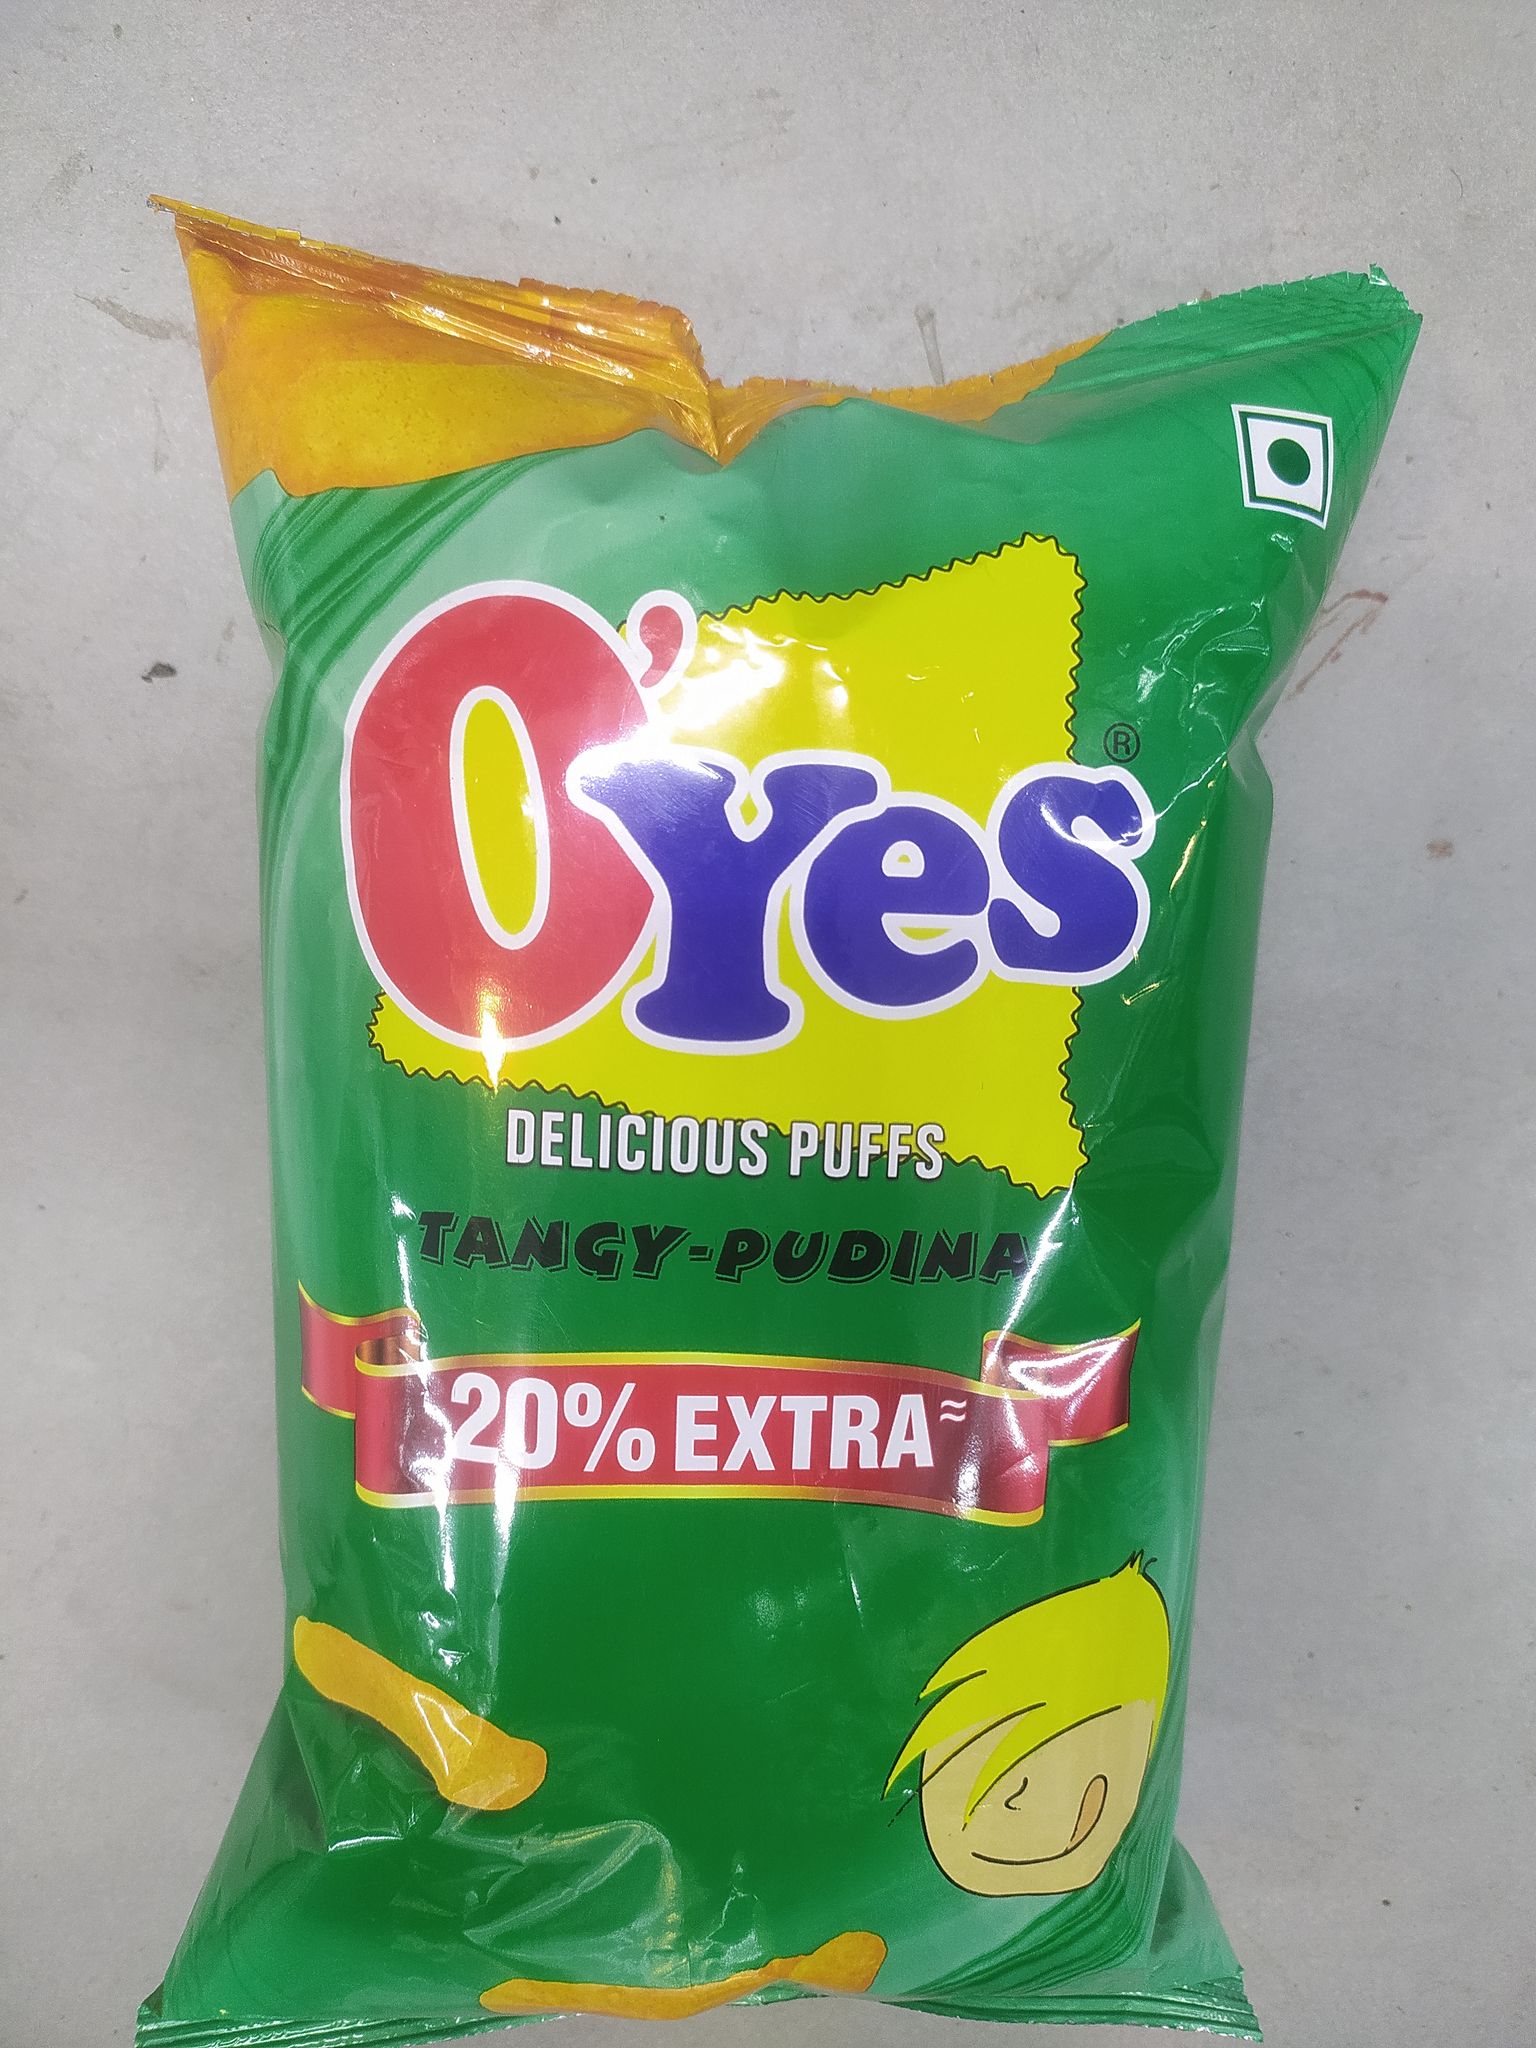 O'Yes®
DELICIOUS PUFFS
TANGY-PUDINA
20% EXTRA≈